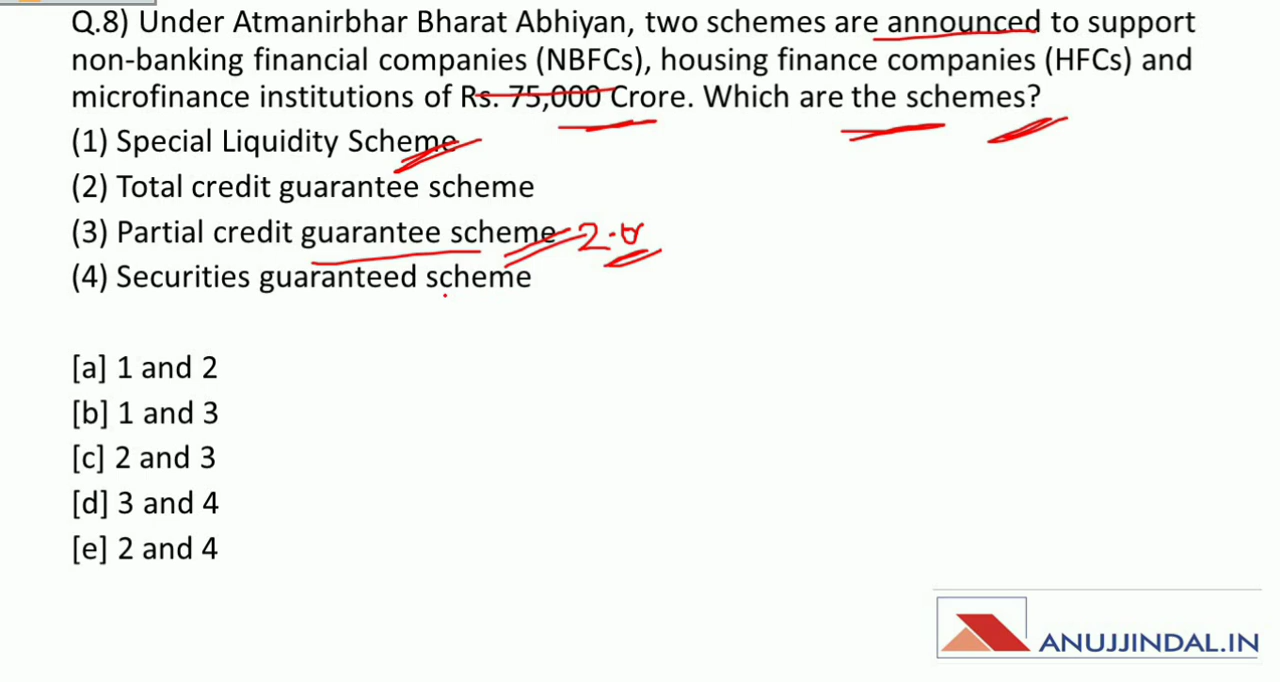 Q.8) Under Atmanirbhar Bharat Abhiyan, two schemes are announced to support
non-banking financial companies (NBFCs), housing finance companies (HFCs) and
microfinance institutions of Rs. 75,000 Crore. Which are the schemes?
(1) Special Liquidity Scheme
(2) Total credit guarantee scheme
(3) Partial credit guarantee scheme 2.0
(4) Securities guaranteed scheme
[a] 1 and 2
[b] 1 and 3
[c] 2 and 3
[d] 3 and 4
[e] 2 and 4
ANUJJINDAL.IN